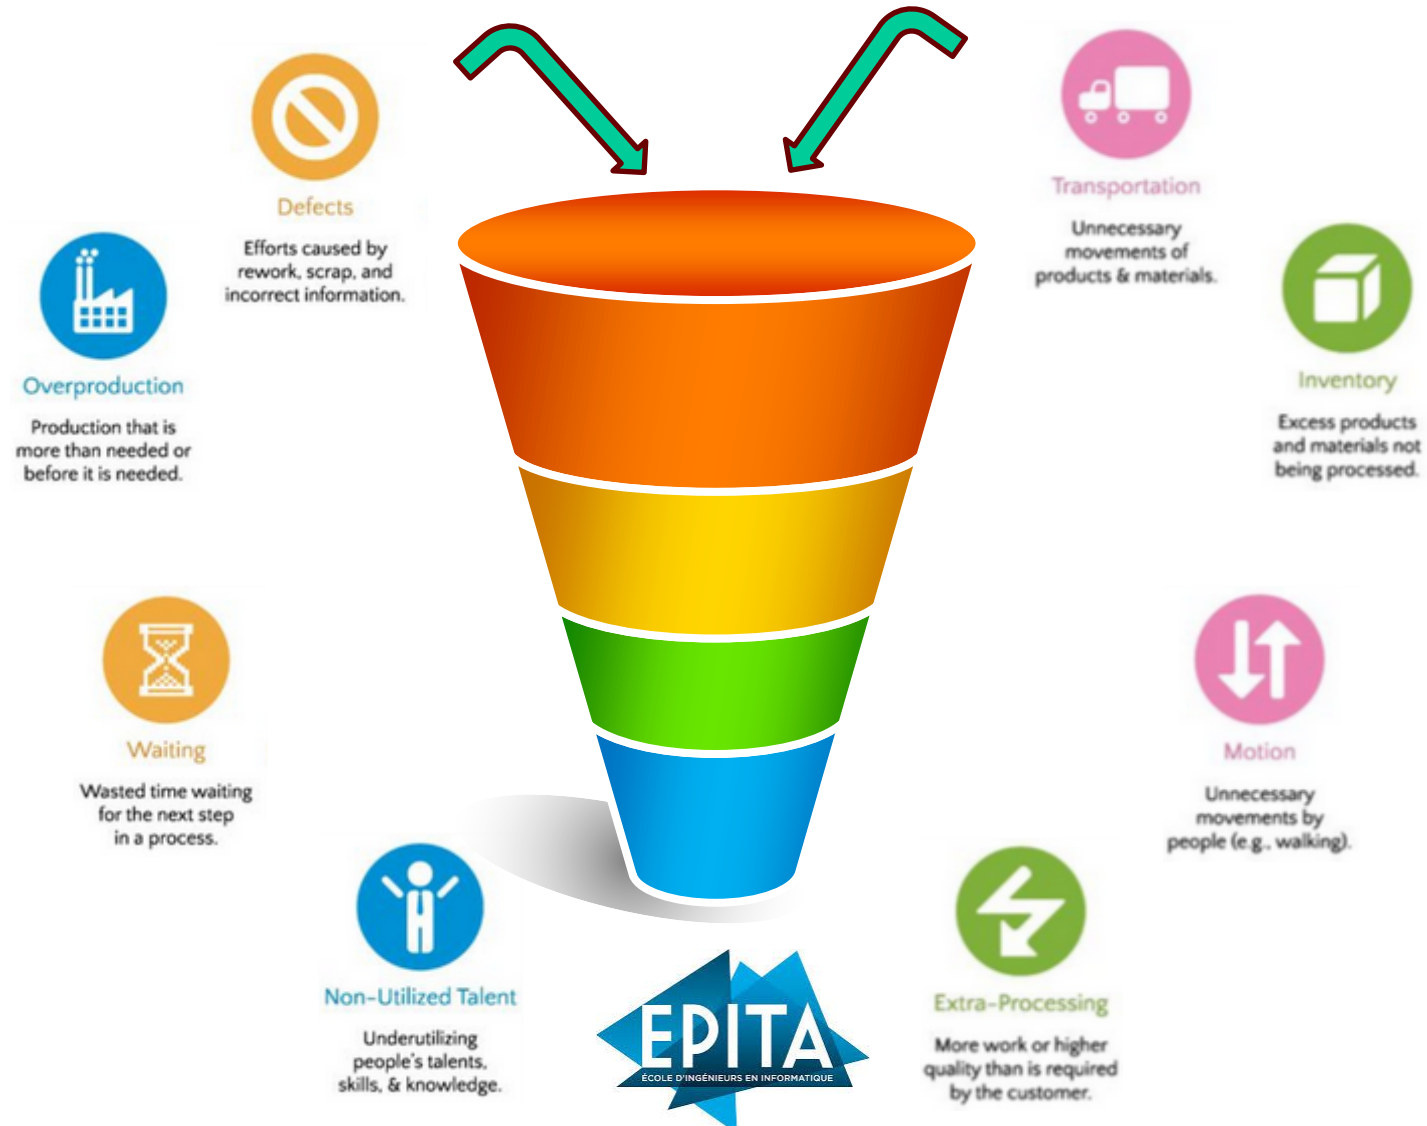 Defects
Efforts caused by
rework, scrap, and
incorrect information.
Overproduction
Production that is
more than needed or
before it is needed.
Waiting
Wasted time waiting
for the next step
in a process.
Non-Utilized Talent
Underutilizing
people's talents,
skills, & knowledge.
Transportation
Unnecessary
movements of
products & materials.
Inventory
Excess products
and materials not
being processed.
Motion
Unnecessary
movements by
people (e.g., walking).
Extra-Processing
More work or higher
quality than is required
by the customer.
EPITA
ÉCOLE D'INGÉNIEURS EN INFORMATIQUE